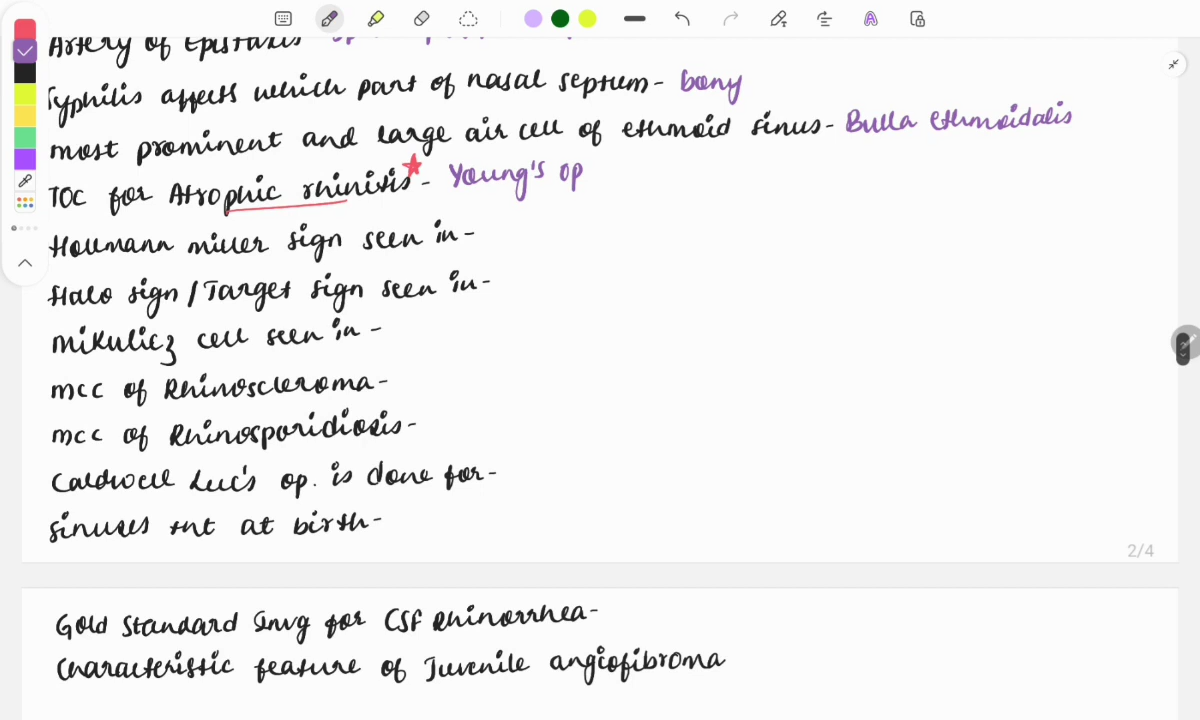 Artery of Epistaxis
Syphilis affects which part of nasal septum- bony
most prominent and large air cell of ethmoid sinus- Bulla Ethmoidalis
TOC for Atrophic rhinitis★- Young's op
Holmann miller sign seen in-
Halo sign / Target sign seen in-
Mikulicz cell seen in-
mcc of Rhinoscleroma-
mcc of Rhinosporidiosis-
Caldwell Luc's op. is done for-
Sinuses +nt at birth-
2/4
Gold Standard Invg for CSF Rhinorrhea-
Characteristic feature of Juvenile angiofibroma